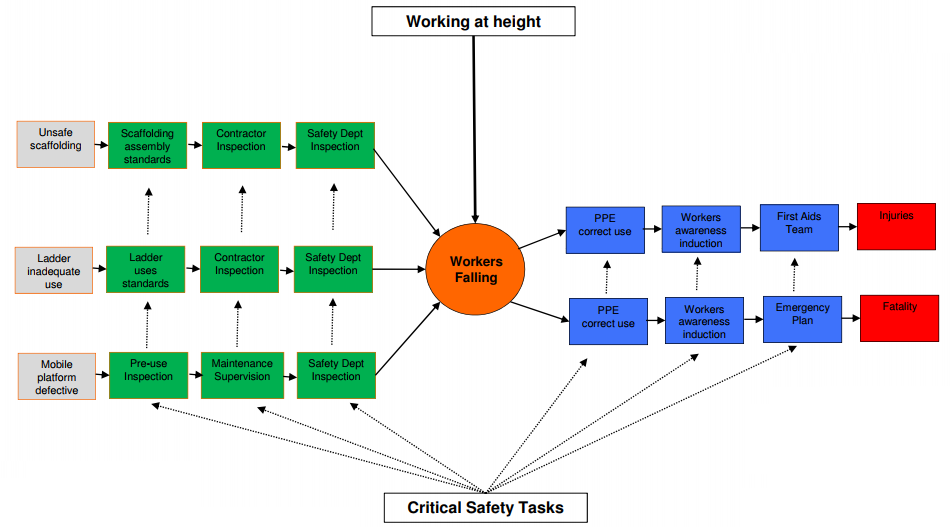 Working at height
Unsafe
scaffolding
Scaffolding
assembly
standards
Contractor
Inspection
Safety Dept
Inspection
Ladder
inadequate
use
Ladder
uses
standards
Contractor
Inspection
Safety Dept
Inspection
Mobile
platform
defective
Pre-use
Inspection
Maintenance
Supervision
Safety Dept
Inspection
Workers
Falling
PPE
correct use
Workers
awareness
induction
First Aids
Team
Injuries
PPE
correct use
Workers
awareness
induction
Emergency
Plan
Fatality
Critical Safety Tasks